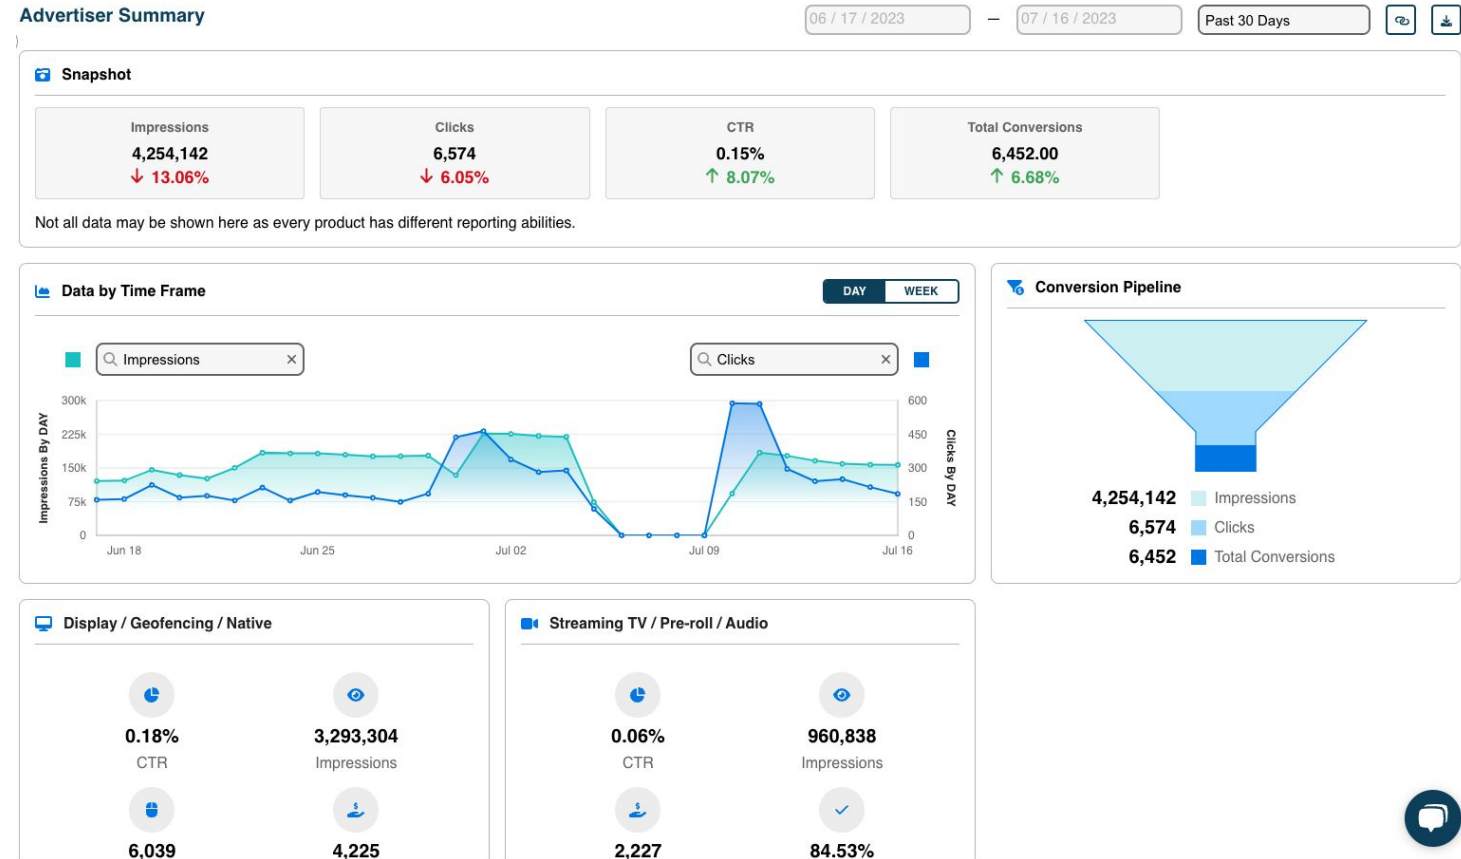 Advertiser Summary
06 / 17 / 2023 — 07 / 16 / 2023 Past 30 Days
Snapshot
Impressions
4,254,142
↓ 13.06%
Clicks
6,574
↓ 6.05%
CTR
0.15%
↑ 8.07%
Total Conversions
6,452.00
↑ 6.68%
Not all data may be shown here as every product has different reporting abilities.
Data by Time Frame
DAY WEEK
Impressions ×
Clicks ×
Impressions By DAY
300k
225k
150k
75k
0
600
450
300
150
0
Clicks By DAY
Jun 18 Jun 25 Jul 02 Jul 09 Jul 16
Conversion Pipeline
4,254,142 Impressions
6,574 Clicks
6,452 Total Conversions
Display / Geofencing / Native
0.18%
CTR
3,293,304
Impressions
6,039
4,225
Streaming TV / Pre-roll / Audio
0.06%
CTR
960,838
Impressions
2,227
84.53%